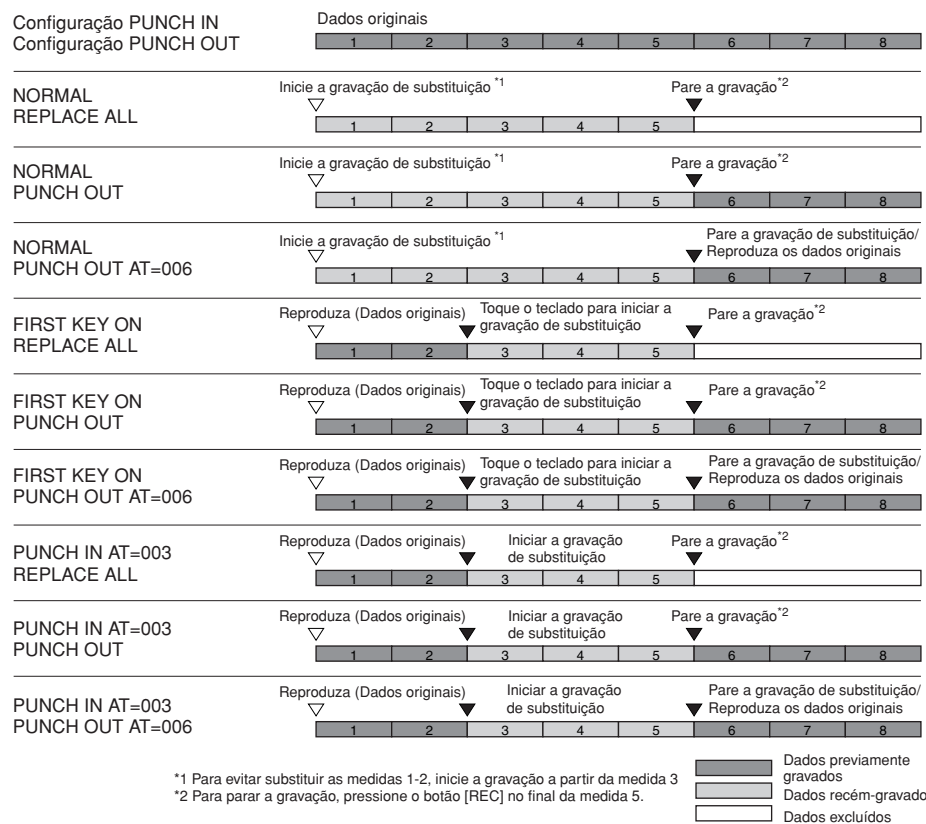 Configuração PUNCH IN
Configuração PUNCH OUT
Dados originais
1 2 3 4 5 6 7 8
NORMAL
REPLACE ALL
Inicie a gravação de substituição *1
Pare a gravação*2
1 2 3 4 5
NORMAL
PUNCH OUT
Inicie a gravação de substituição *1
Pare a gravação*2
1 2 3 4 5 6 7 8
NORMAL
PUNCH OUT AT=006
Inicie a gravação de substituição *1
Pare a gravação de substituição/
Reproduza os dados originais
1 2 3 4 5 6 7 8
FIRST KEY ON
REPLACE ALL
Reproduza (Dados originais)
Toque o teclado para iniciar a
gravação de substituição
Pare a gravação*2
1 2 3 4 5
FIRST KEY ON
PUNCH OUT
Reproduza (Dados originais)
Toque o teclado para iniciar a
gravação de substituição
Pare a gravação*2
1 2 3 4 5 6 7 8
FIRST KEY ON
PUNCH OUT AT=006
Reproduza (Dados originais)
Toque o teclado para iniciar a
gravação de substituição
Pare a gravação de substituição/
Reproduza os dados originais
1 2 3 4 5 6 7 8
PUNCH IN AT=003
REPLACE ALL
Reproduza (Dados originais)
Iniciar a gravação
de substituição
Pare a gravação*2
1 2 3 4 5
PUNCH IN AT=003
PUNCH OUT
Reproduza (Dados originais)
Iniciar a gravação
de substituição
Pare a gravação*2
1 2 3 4 5 6 7 8
PUNCH IN AT=003
PUNCH OUT AT=006
Reproduza (Dados originais)
Iniciar a gravação
de substituição
Pare a gravação de substituição/
Reproduza os dados originais
1 2 3 4 5 6 7 8
*1 Para evitar substituir as medidas 1-2, inicie a gravação a partir da medida 3
*2 Para parar a gravação, pressione o botão [REC] no final da medida 5.
Dados previamente
gravados
Dados recém-gravado
Dados excluídos